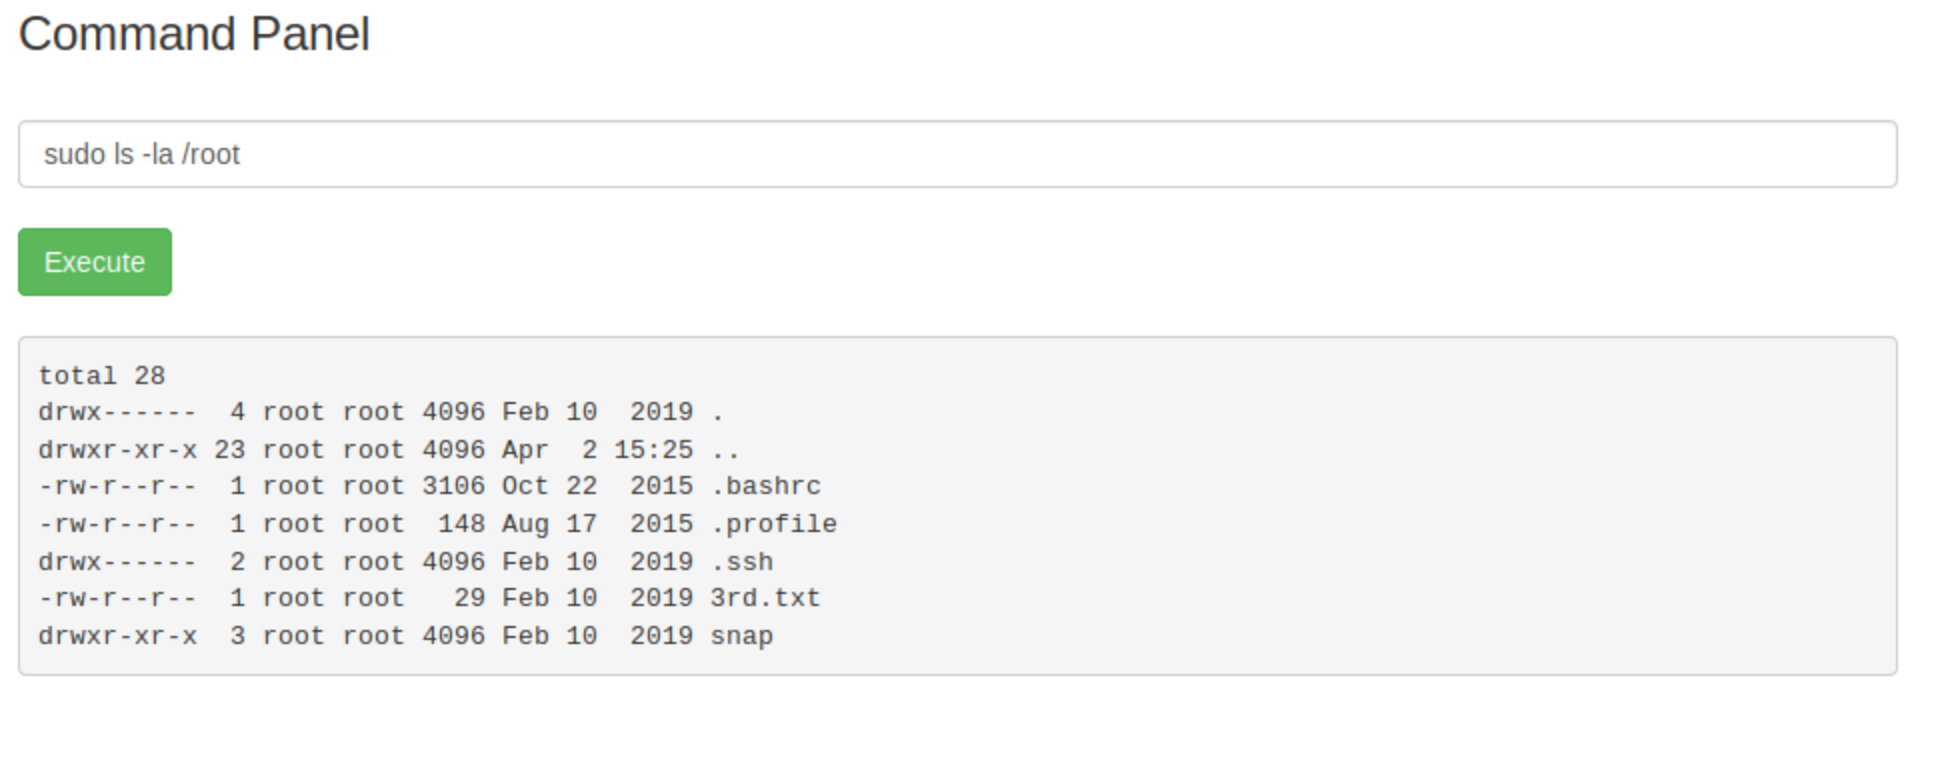 Command Panel
sudo ls -la /root
Execute
total 28
drwx------  4 root root 4096 Feb 10  2019 .
drwxr-xr-x 23 root root 4096 Apr  2 15:25 ..
-rw-r--r--  1 root root 3106 Oct 22  2015 .bashrc
-rw-r--r--  1 root root  148 Aug 17  2015 .profile
drwx------  2 root root 4096 Feb 10  2019 .ssh
-rw-r--r--  1 root root   29 Feb 10  2019 3rd.txt
drwxr-xr-x  3 root root 4096 Feb 10  2019 snap